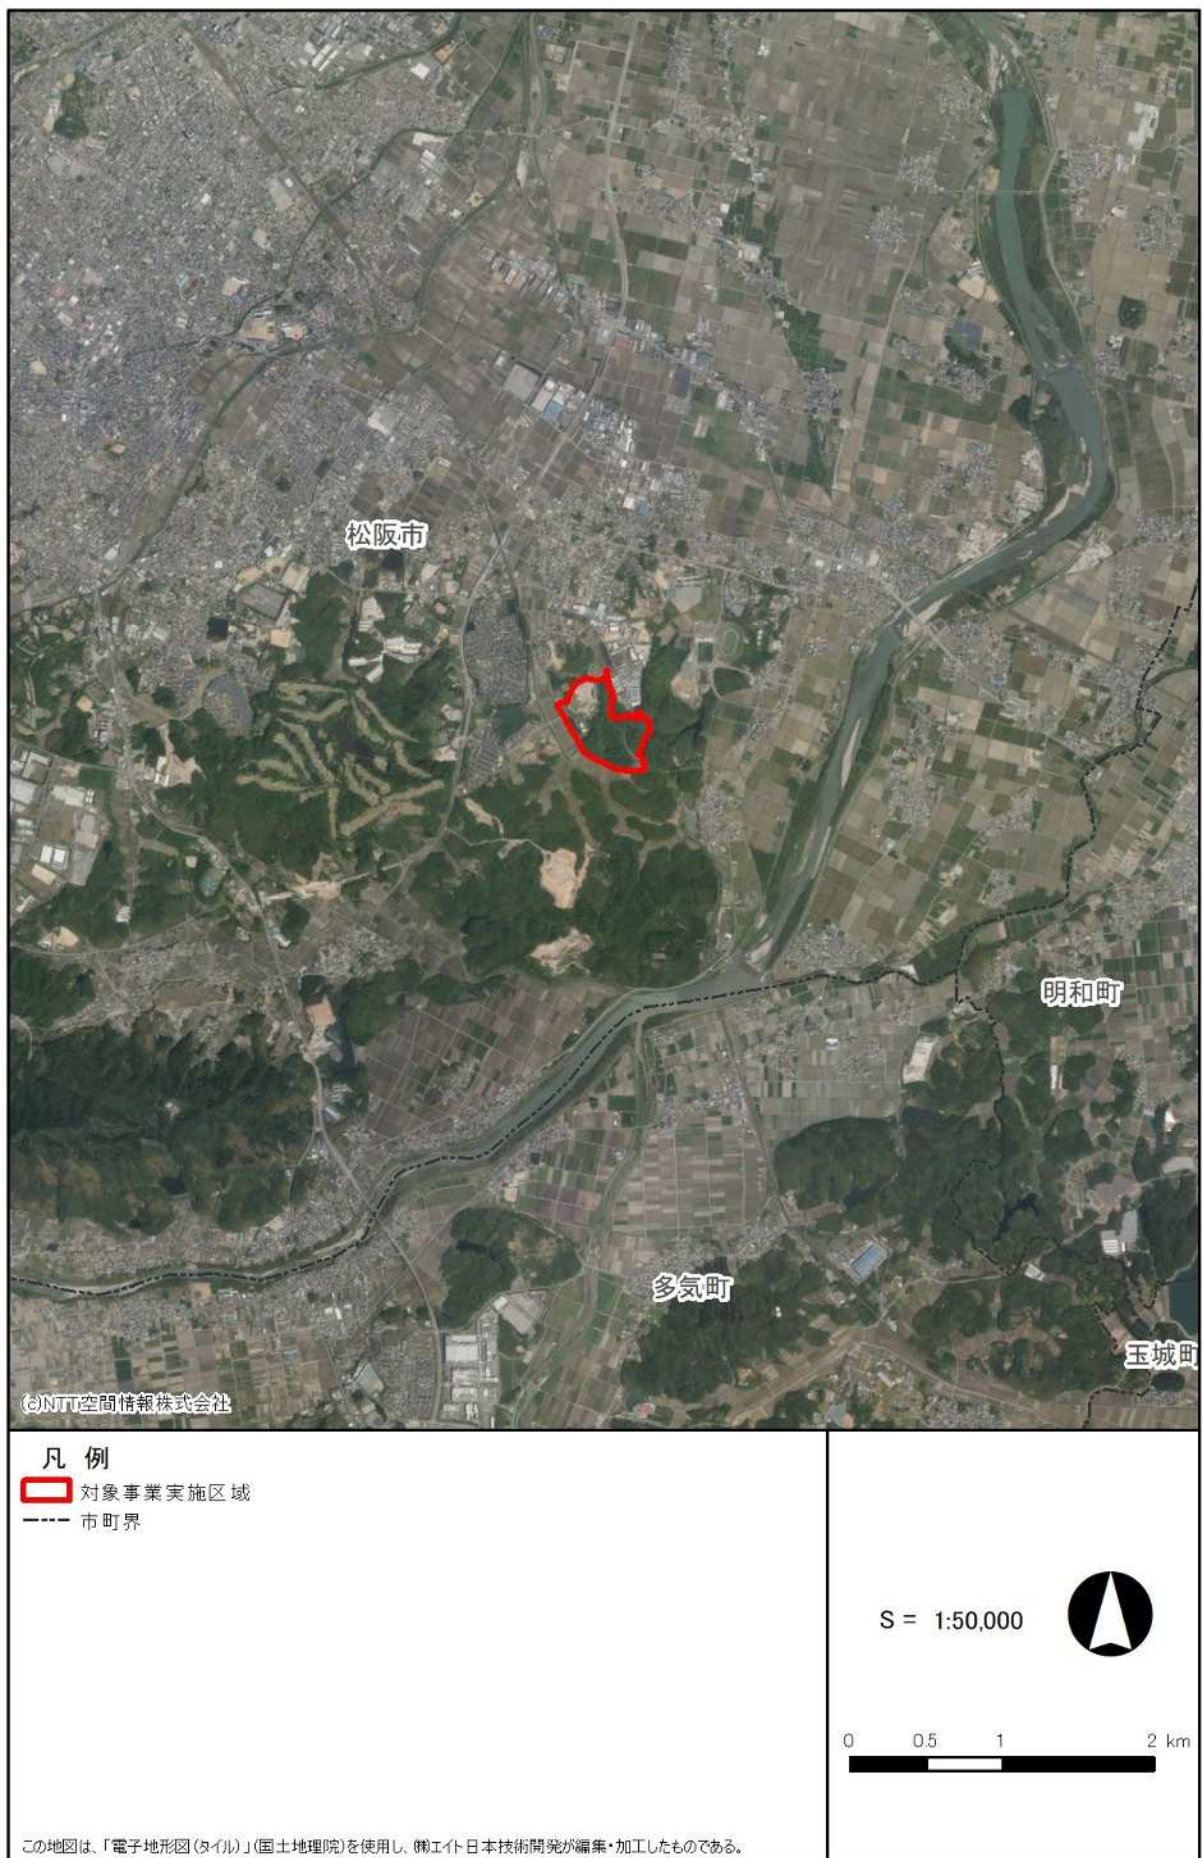 松阪市
明和町
多気町
玉城町
(c)NTT空間情報株式会社
凡 例
対象事業実施区域
市町界
S = 1:50,000
0 0.5 1 2 km
この地図は、「電子地形図(タイル)」(国土地理院)を使用し、㈱エイト日本技術開発が編集・加工したものである。